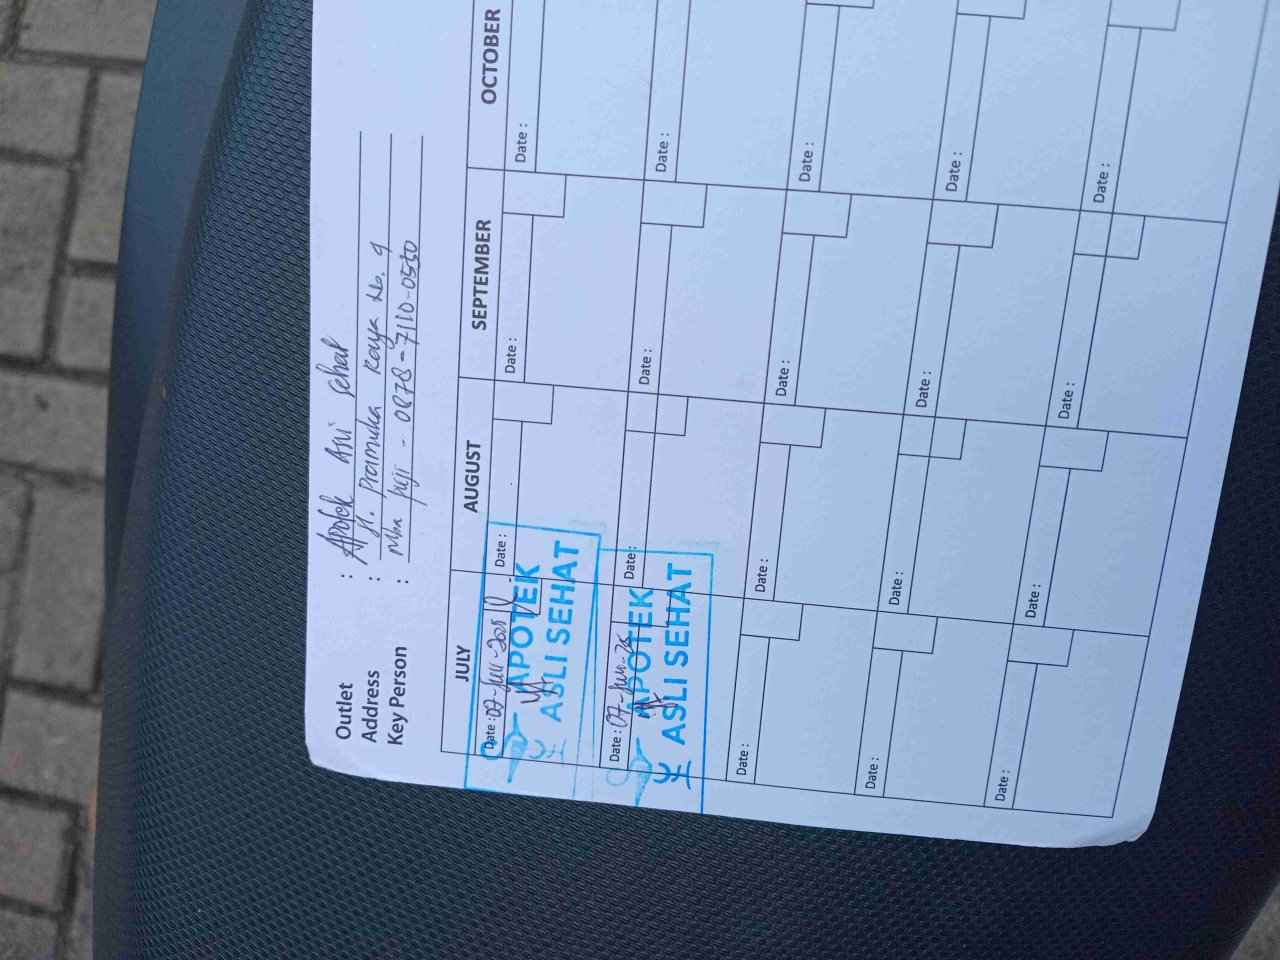 Outlet : Apotek Asli Sehat
Address : Jl. Pramuka Raya No. 9
Key Person : Mba Puji - 0878-7110-0550
JULY AUGUST SEPTEMBER OCTOBER
Date : Date : Date : Date :
APOTEK
ASLI SEHAT
Date : Date : Date : Date :
APOTEK
ASLI SEHAT
Date : Date : Date : Date :
Date : Date : Date : Date :
Date : Date : Date : Date :